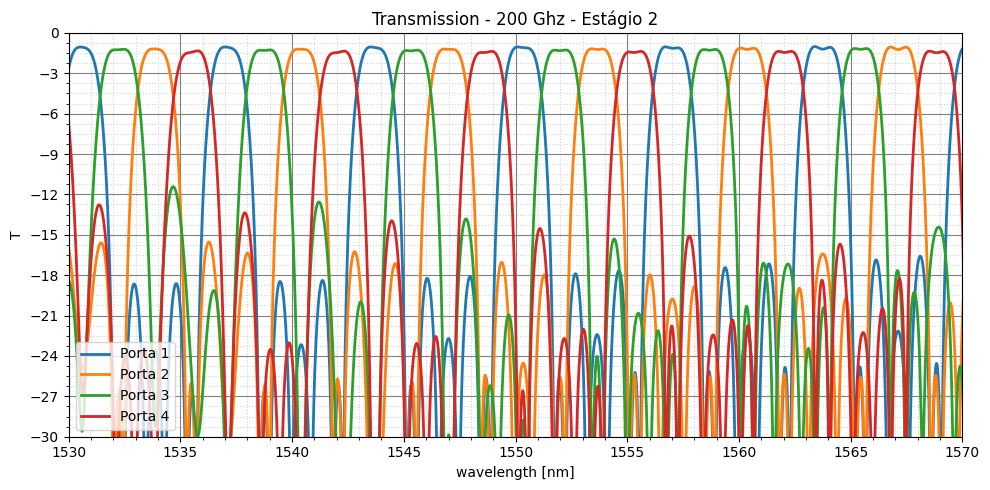 Transmission - 200 Ghz - Estágio 2
0
−3
−6
−9
−12
−15
−18
−21
−24
−27
−30
T
Porta 1
Porta 2
Porta 3
Porta 4
1530 1535 1540 1545 1550 1555 1560 1565 1570
wavelength [nm]